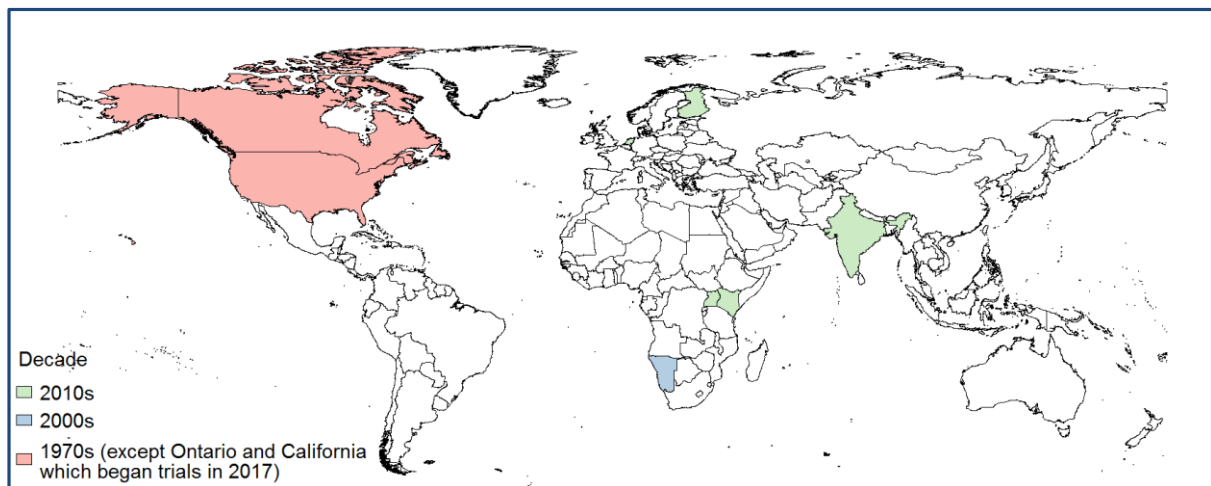 Decade
2010s
2000s
1970s (except Ontario and California
which began trials in 2017)